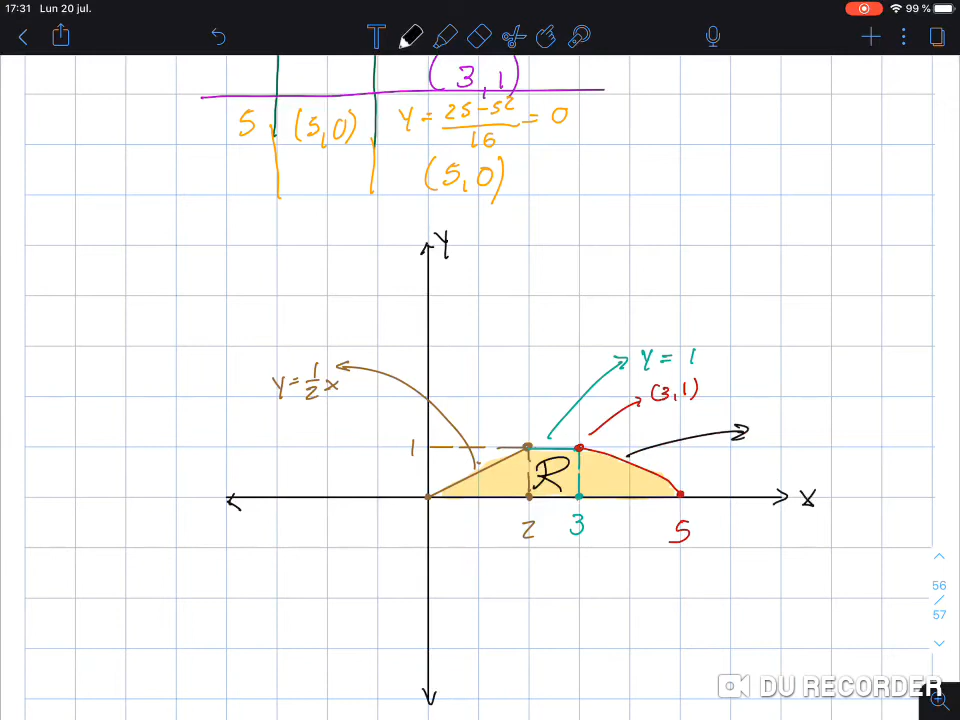 17:31 Lun 20 jul.
99 %
T
(3,1)
5 (5,0) Y = 25-5²/16 = 0
(5,0)
Y
Y = 1
Y = 1/2 x
(3,1)
1
R
X
2
3
5
56
/
57
DU RECORDER